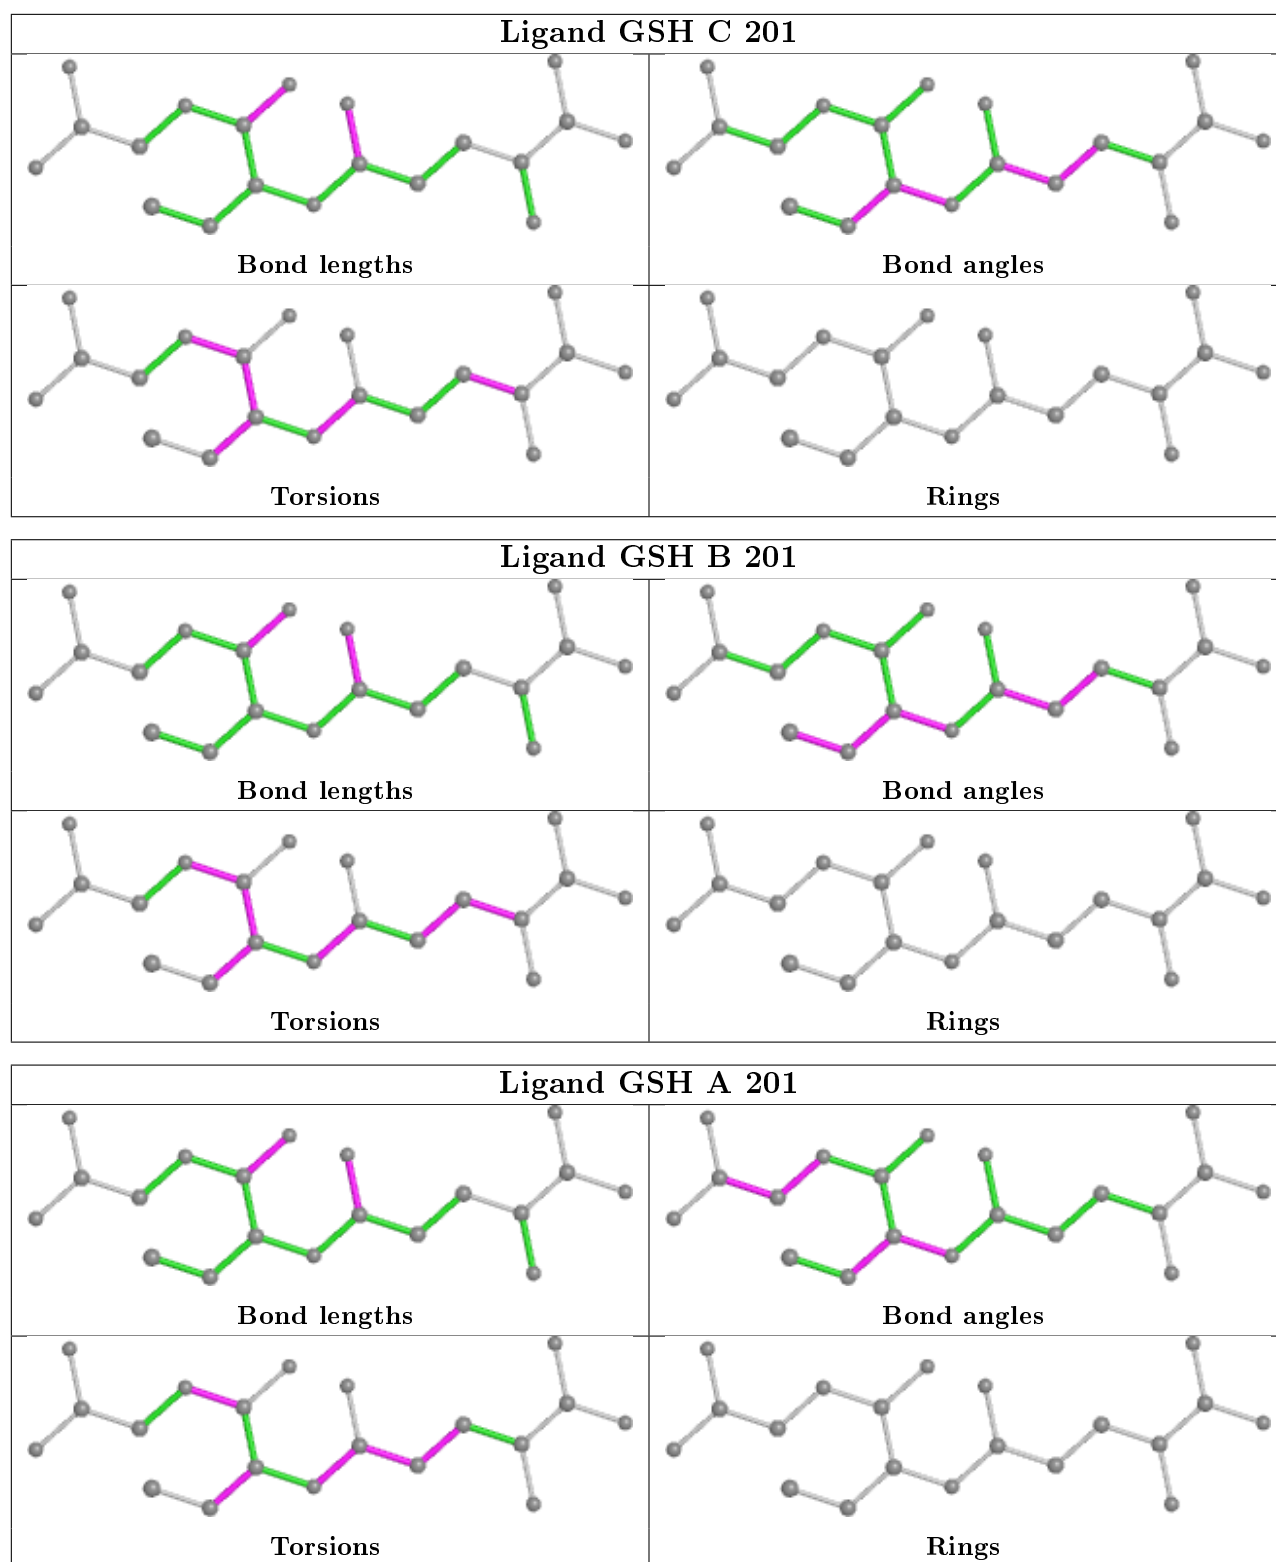 Ligand GSH C 201
Bond lengths
Bond angles
Torsions
Rings
Ligand GSH B 201
Bond lengths
Bond angles
Torsions
Rings
Ligand GSH A 201
Bond lengths
Bond angles
Torsions
Rings